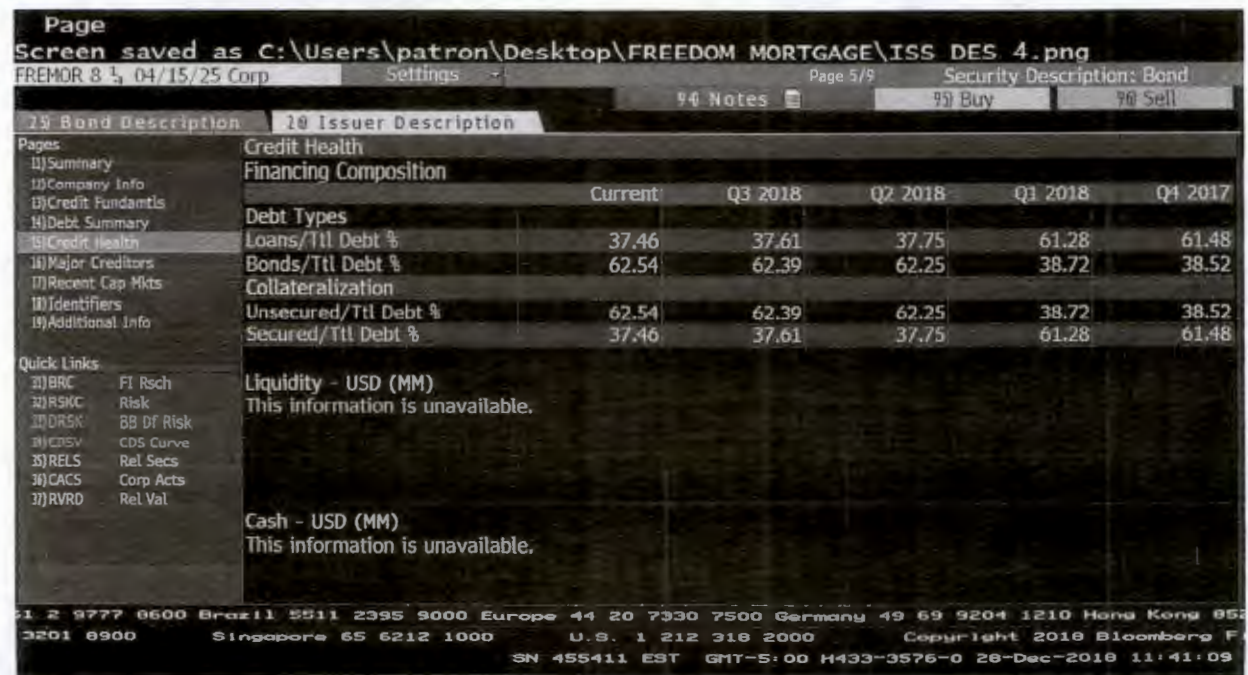 Page
Screen saved as C:\Users\patron\Desktop\FREEDOM MORTGAGE\ISS DES 4.png
FREMOR 8 ¼ 04/15/25 Corp Settings Page 5/9 Security Description: Bond
94) Notes 95) Buy 96) Sell
25) Bond Description 26) Issuer Description
Pages
11) Summary
12) Company Info
13) Credit Fundamtls
14) Debt Summary
15) Credit Health
16) Major Creditors
17) Recent Cap Mkts
18) Identifiers
19) Additional Info
Quick Links
31) BRC FI Rsch
32) RSKC Risk
33) DRSK BB Df Risk
34) CDSV CDS Curve
35) RELS Rel Secs
36) CACS Corp Acts
37) RVRD Rel Val
Credit Health
Financing Composition
Current Q3 2018 Q2 2018 Q1 2018 Q4 2017
Debt Types
Loans/Ttl Debt % 37.46 37.61 37.75 61.28 61.48
Bonds/Ttl Debt % 62.54 62.39 62.25 38.72 38.52
Collateralization
Unsecured/Ttl Debt % 62.54 62.39 62.25 38.72 38.52
Secured/Ttl Debt % 37.46 37.61 37.75 61.28 61.48
Liquidity - USD (MM)
This information is unavailable.
Cash - USD (MM)
This information is unavailable.
61 2 9777 8600 Brazil 5511 2395 9000 Europe 44 20 7330 7500 Germany 49 69 9204 1210 Hong Kong 852
3201 8900 Singapore 65 6212 1000 U.S. 1 212 318 2000 Copyright 2018 Bloomberg F
SN 455411 EST GMT-5:00 H433-3576-0 28-Dec-2018 11:41:09